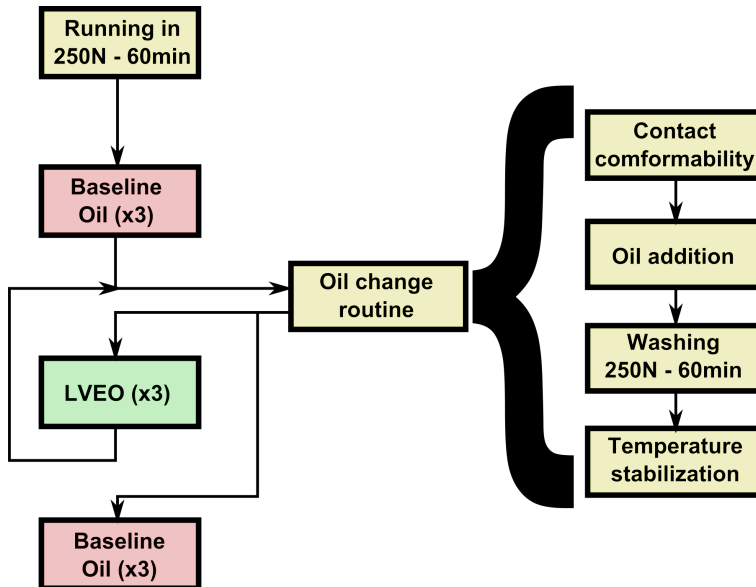 Running in
250N - 60min
Baseline
Oil (x3)
Oil change
routine
LVEO (x3)
Baseline
Oil (x3)
Contact
comformability
Oil addition
Washing
250N - 60min
Temperature
stabilization